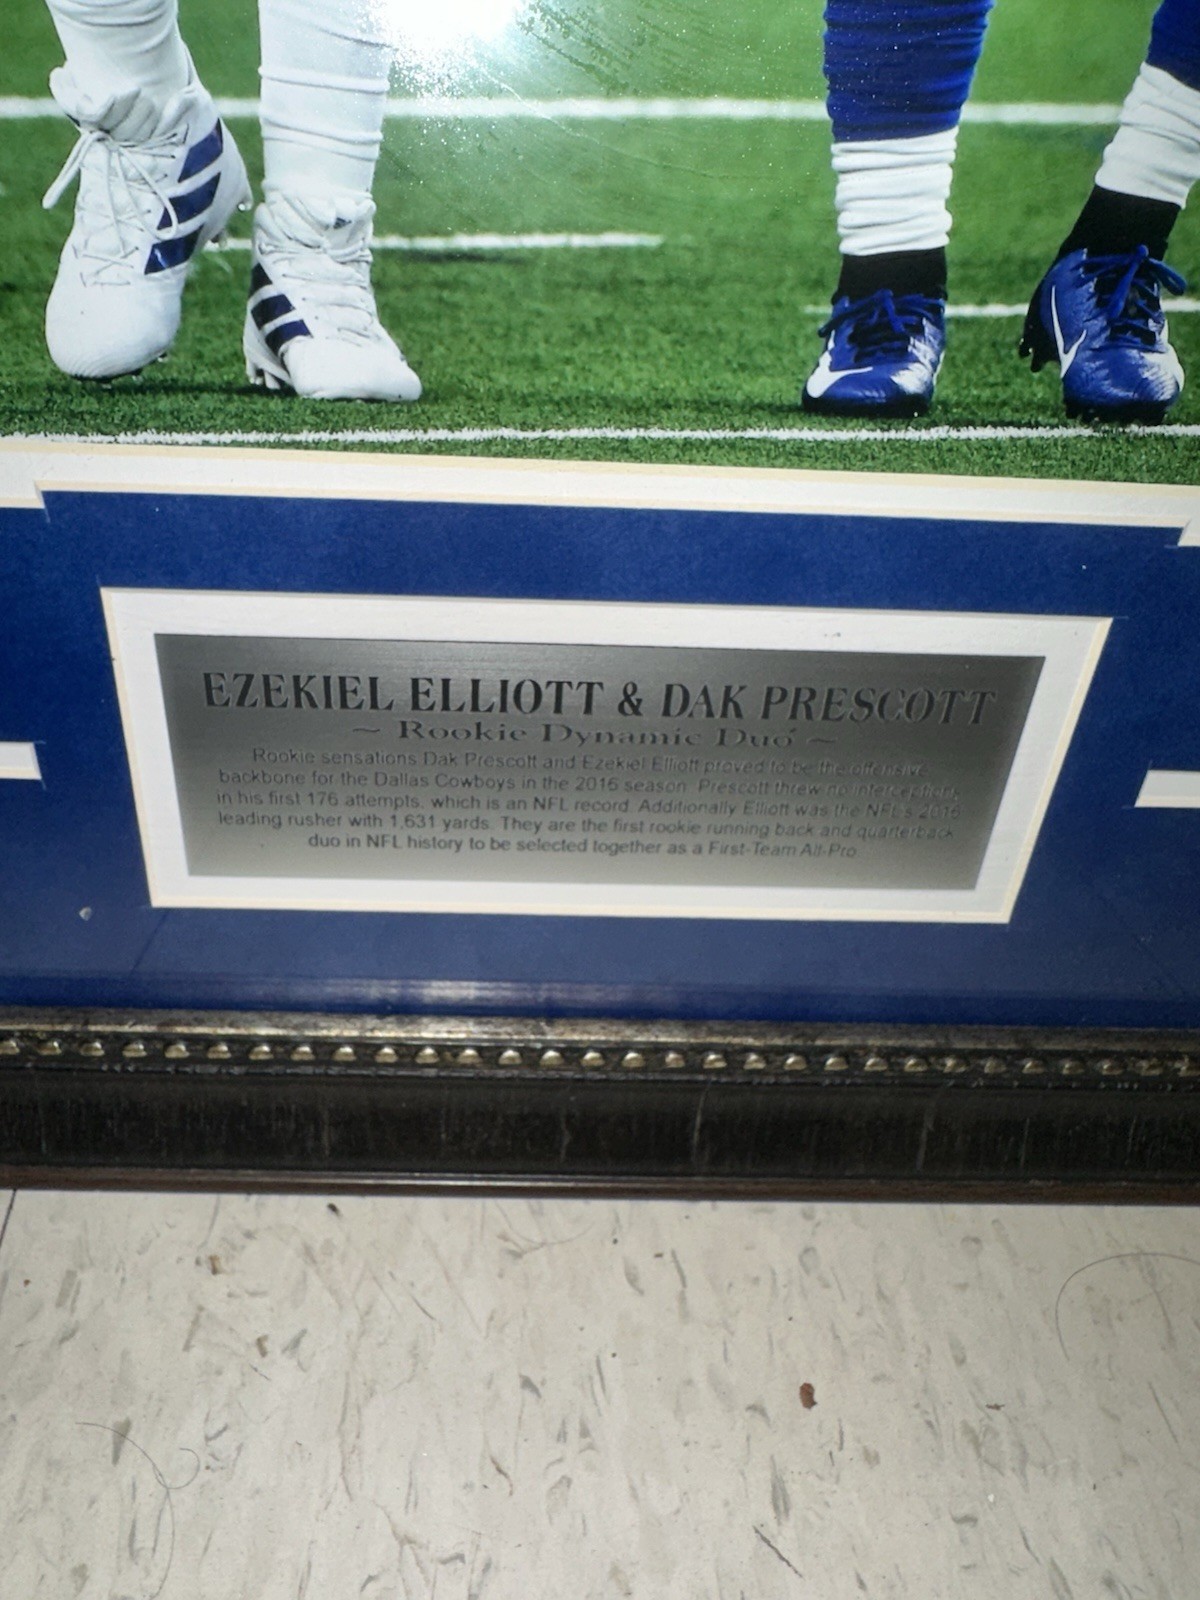 EZEKIEL ELLIOTT & DAK PRESCOTT
~ Rookie Dynamic Duo ~
Rookie sensations Dak Prescott and Ezekiel Elliott proved to be the offensive
backbone for the Dallas Cowboys in the 2016 season. Prescott threw no interceptions,
in his first 176 attempts, which is an NFL record. Additionally Elliott was the NFL's 2016
leading rusher with 1,631 yards. They are the first rookie running back and quarterback
duo in NFL history to be selected together as a First-Team All-Pro